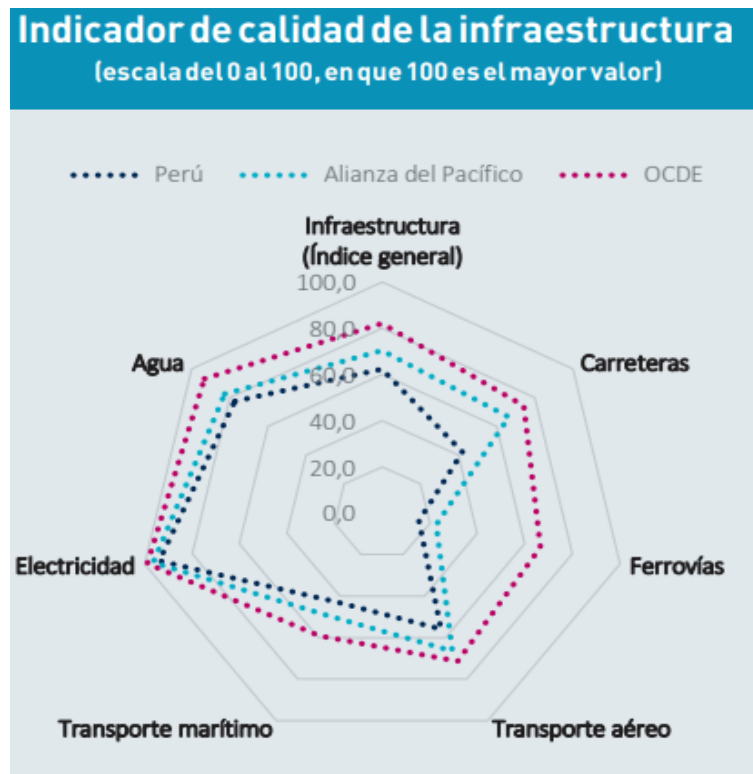 Indicador de calidad de la infraestructura
(escala del 0 al 100, en que 100 es el mayor valor)
Perú Alianza del Pacífico OCDE
Infraestructura
(Índice general)
100,0
80,0
60,0
40,0
20,0
0,0
Agua
Carreteras
Electricidad
Ferrovías
Transporte marítimo
Transporte aéreo